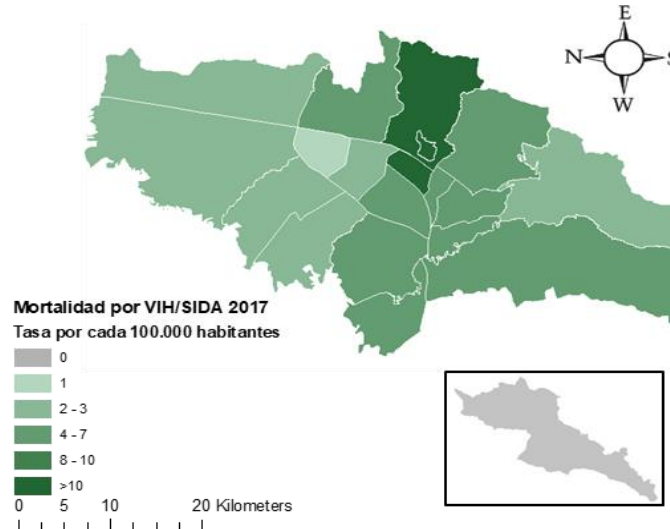 E
N S
W
Mortalidad por VIH/SIDA 2017
Tasa por cada 100.000 habitantes
0
1
2 - 3
4 - 7
8 - 10
>10
0 5 10 20 Kilometers